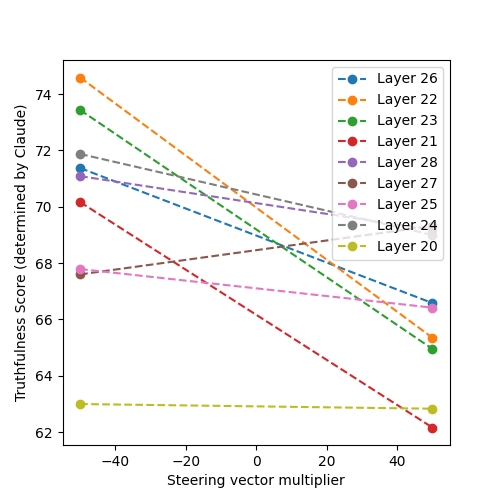 Layer 26
Layer 22
Layer 23
Layer 21
Layer 28
Layer 27
Layer 25
Layer 24
Layer 20
Truthfulness Score (determined by Claude)
74
72
70
68
66
64
62
−40
−20
0
20
40
Steering vector multiplier